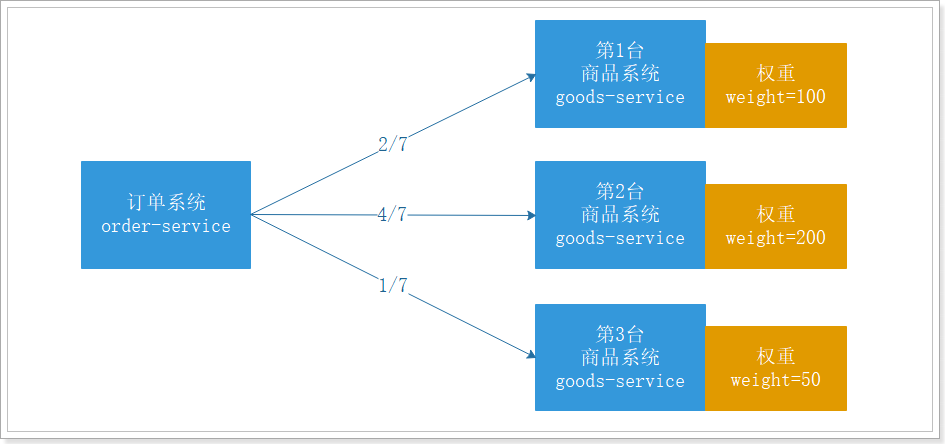 第1台
商品系统
goods-service
权重
weight=100
2/7
订单系统
order-service
4/7
第2台
商品系统
goods-service
权重
weight=200
1/7
第3台
商品系统
goods-service
权重
weight=50